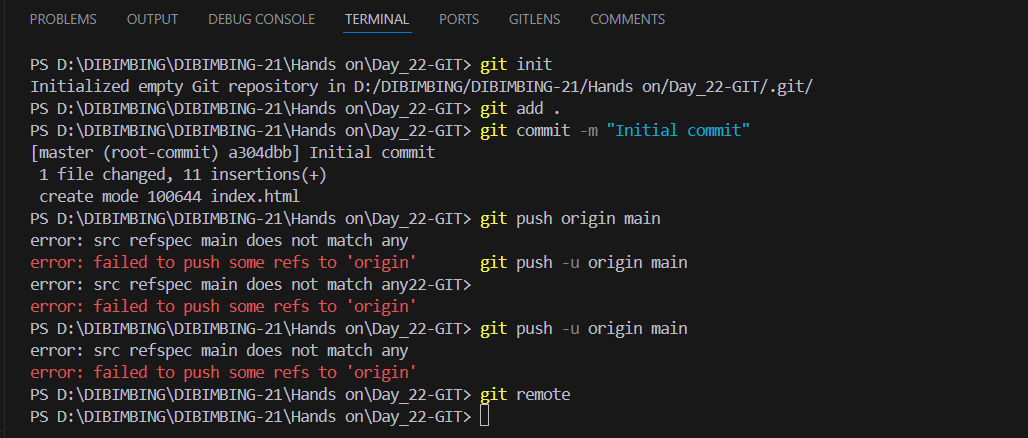 PROBLEMS OUTPUT DEBUG CONSOLE TERMINAL PORTS GITLENS COMMENTS
PS D:\DIBIMBING\DIBIMBING-21\Hands on\Day_22-GIT> git init
Initialized empty Git repository in D:/DIBIMBING/DIBIMBING-21/Hands on/Day_22-GIT/.git/
PS D:\DIBIMBING\DIBIMBING-21\Hands on\Day_22-GIT> git add .
PS D:\DIBIMBING\DIBIMBING-21\Hands on\Day_22-GIT> git commit -m "Initial commit"
[master (root-commit) a304dbb] Initial commit
 1 file changed, 11 insertions(+)
 create mode 100644 index.html
PS D:\DIBIMBING\DIBIMBING-21\Hands on\Day_22-GIT> git push origin main
error: src refspec main does not match any
error: failed to push some refs to 'origin'       git push -u origin main
error: src refspec main does not match any22-GIT>
error: failed to push some refs to 'origin'
PS D:\DIBIMBING\DIBIMBING-21\Hands on\Day_22-GIT> git push -u origin main
error: src refspec main does not match any
error: failed to push some refs to 'origin'
PS D:\DIBIMBING\DIBIMBING-21\Hands on\Day_22-GIT> git remote
PS D:\DIBIMBING\DIBIMBING-21\Hands on\Day_22-GIT>